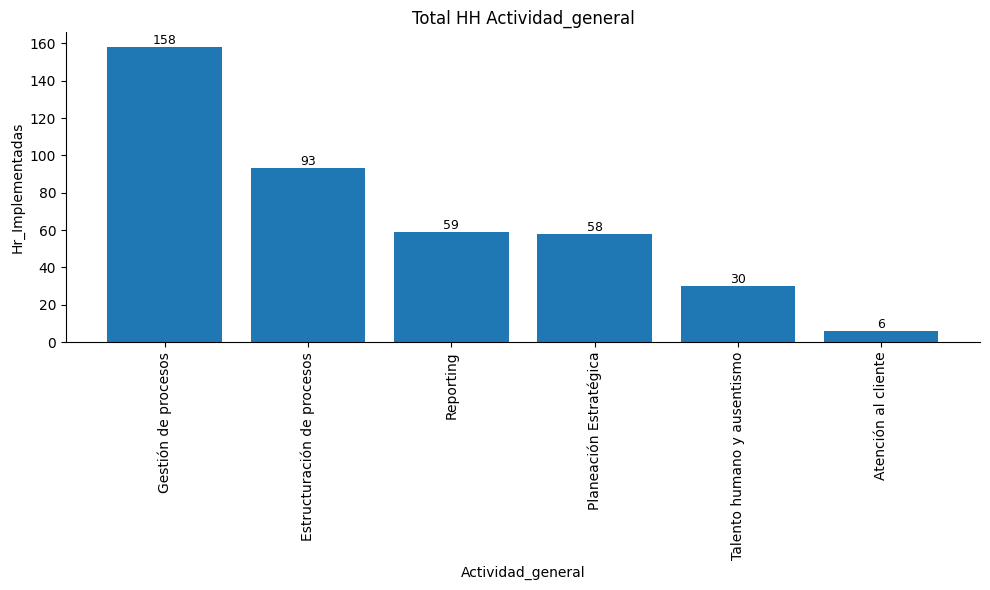 Total HH Actividad_general
Hr_Implementadas
160
140
120
100
80
60
40
20
0
158
93
59
58
30
6
Gestión de procesos
Estructuración de procesos
Reporting
Planeación Estratégica
Talento humano y ausentismo
Atención al cliente
Actividad_general